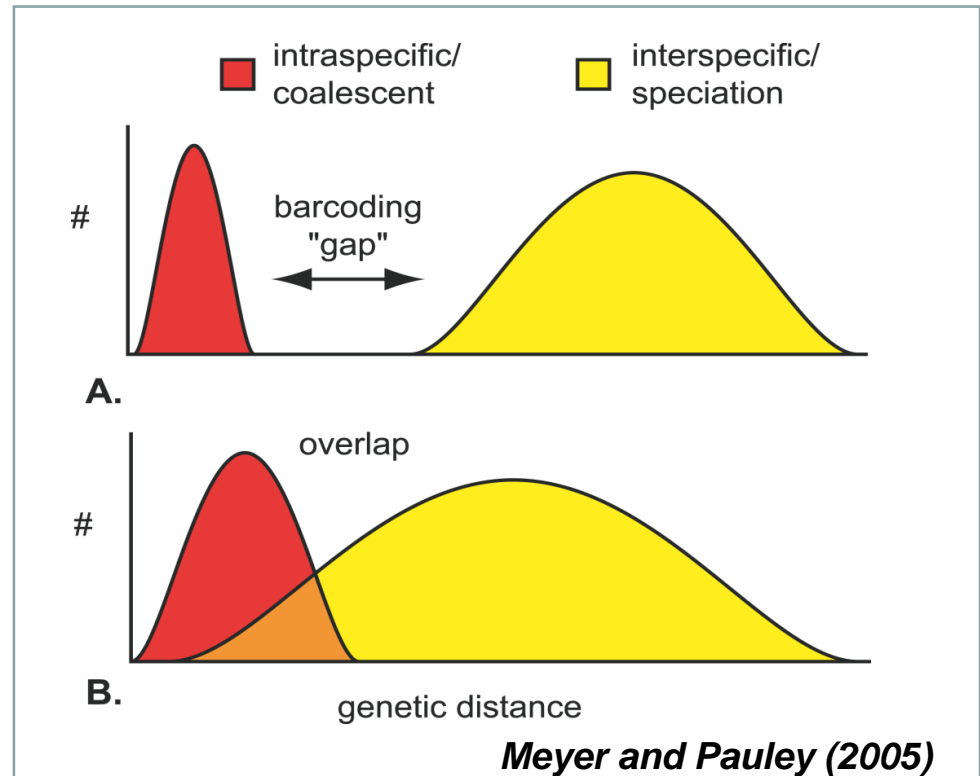 intraspecific/
coalescent
interspecific/
speciation
#
barcoding
"gap"
A.
overlap
#
B.
genetic distance
Meyer and Pauley (2005)